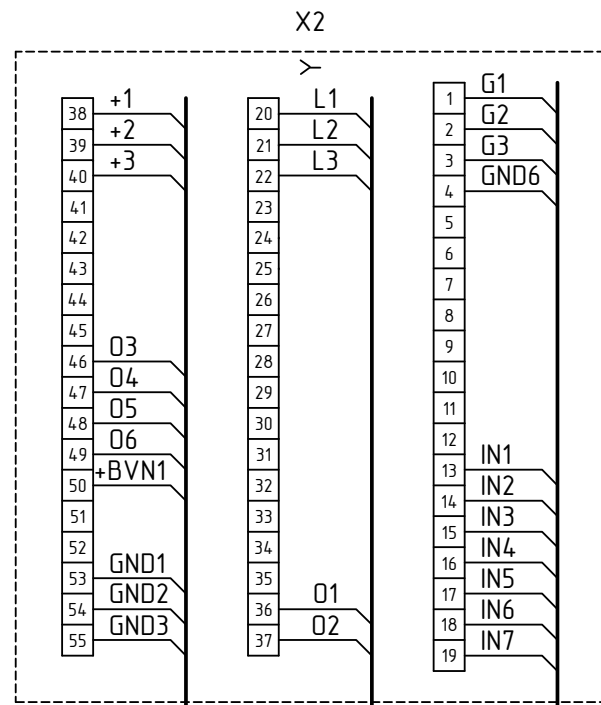 X2
Y
38 +1
39 +2
40 +3
41
42
43
44
45
46 O3
47 O4
48 O5
49 O6
50 +BVN1
51
52
53 GND1
54 GND2
55 GND3
20 L1
21 L2
22 L3
23
24
25
26
27
28
29
30
31
32
33
34
35
36 O1
37 O2
1 G1
2 G2
3 G3
4 GND6
5
6
7
8
9
10
11
12
13 IN1
14 IN2
15 IN3
16 IN4
17 IN5
18 IN6
19 IN7